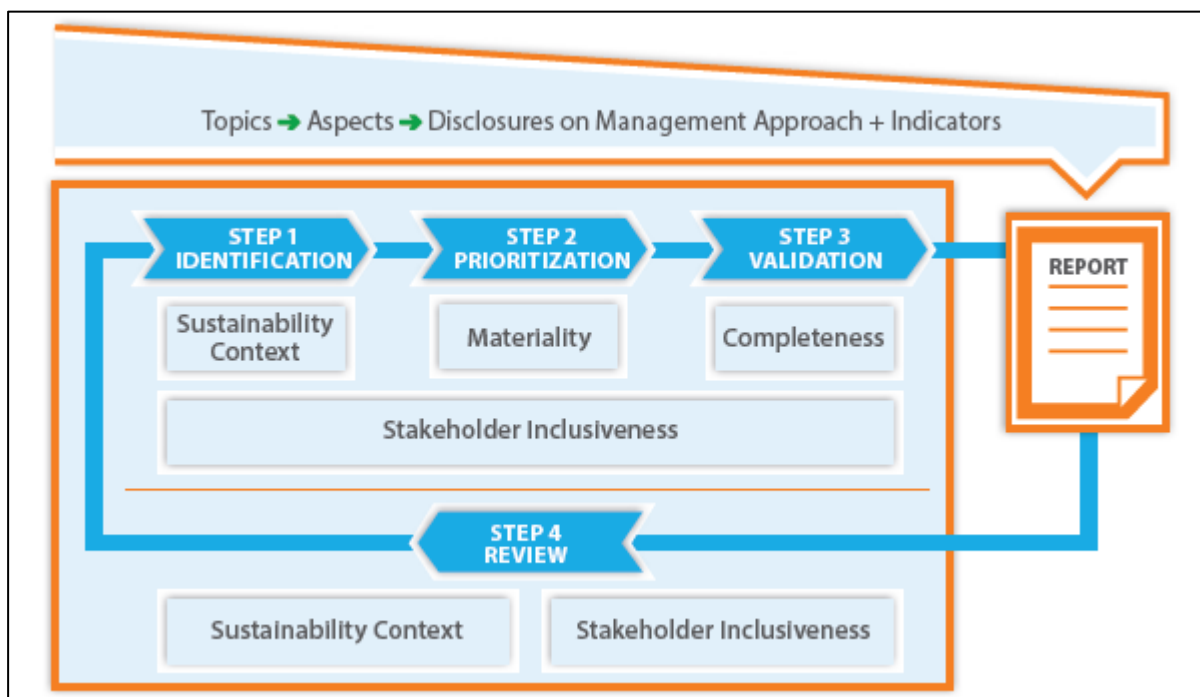 Topics ➔ Aspects ➔ Disclosures on Management Approach + Indicators
STEP 1
IDENTIFICATION
STEP 2
PRIORITIZATION
STEP 3
VALIDATION
REPORT
Sustainability
Context
Materiality
Completeness
Stakeholder Inclusiveness
STEP 4
REVIEW
Sustainability Context
Stakeholder Inclusiveness